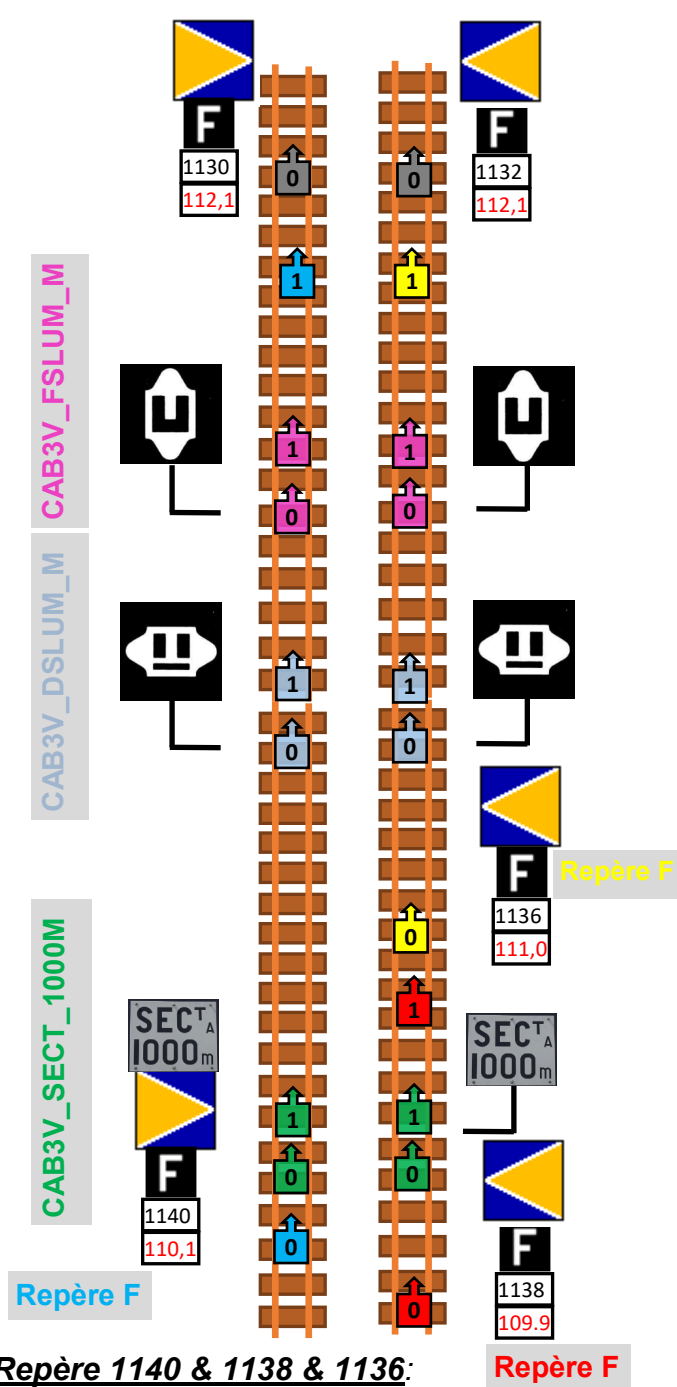 F
1130
112,1
F
1132
112,1
0
0
1
1
CAB3V_FSLUM_M
1
1
0
0
CAB3V_DSLUM_M
1
1
0
0
F
1136
111,0
Repère F
0
1
CAB3V_SECT_1000M
SECT A
1000m
SECT A
1000m
1
1
0
0
F
1140
110,1
Repère F
0
F
1138
109.9
0
Repère F
Repère 1140 & 1138 & 1136: